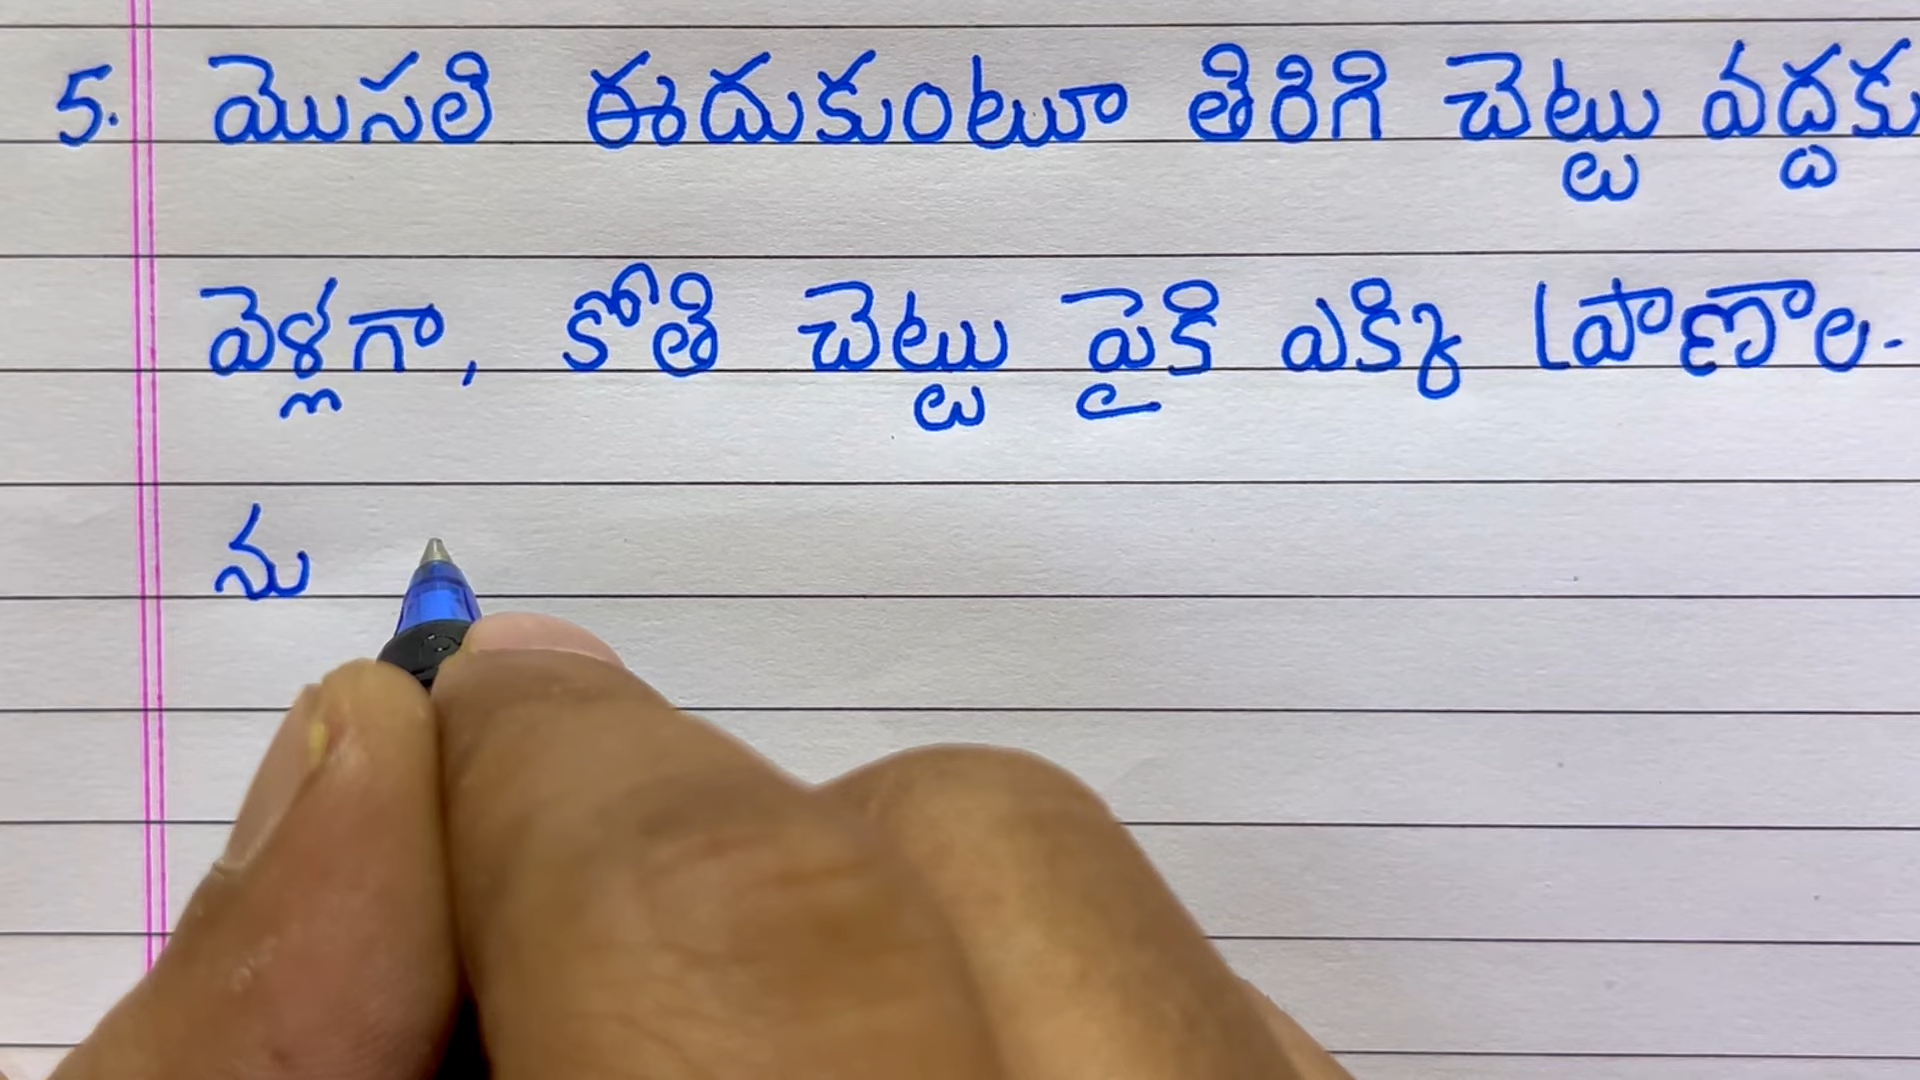 5. మొసలి ఈదుకుంటూ తిరిగి చెట్టు వద్దకు
వెళ్లగా, కోతి చెట్టు పైకి ఎక్కి ప్రాణాల-
ను